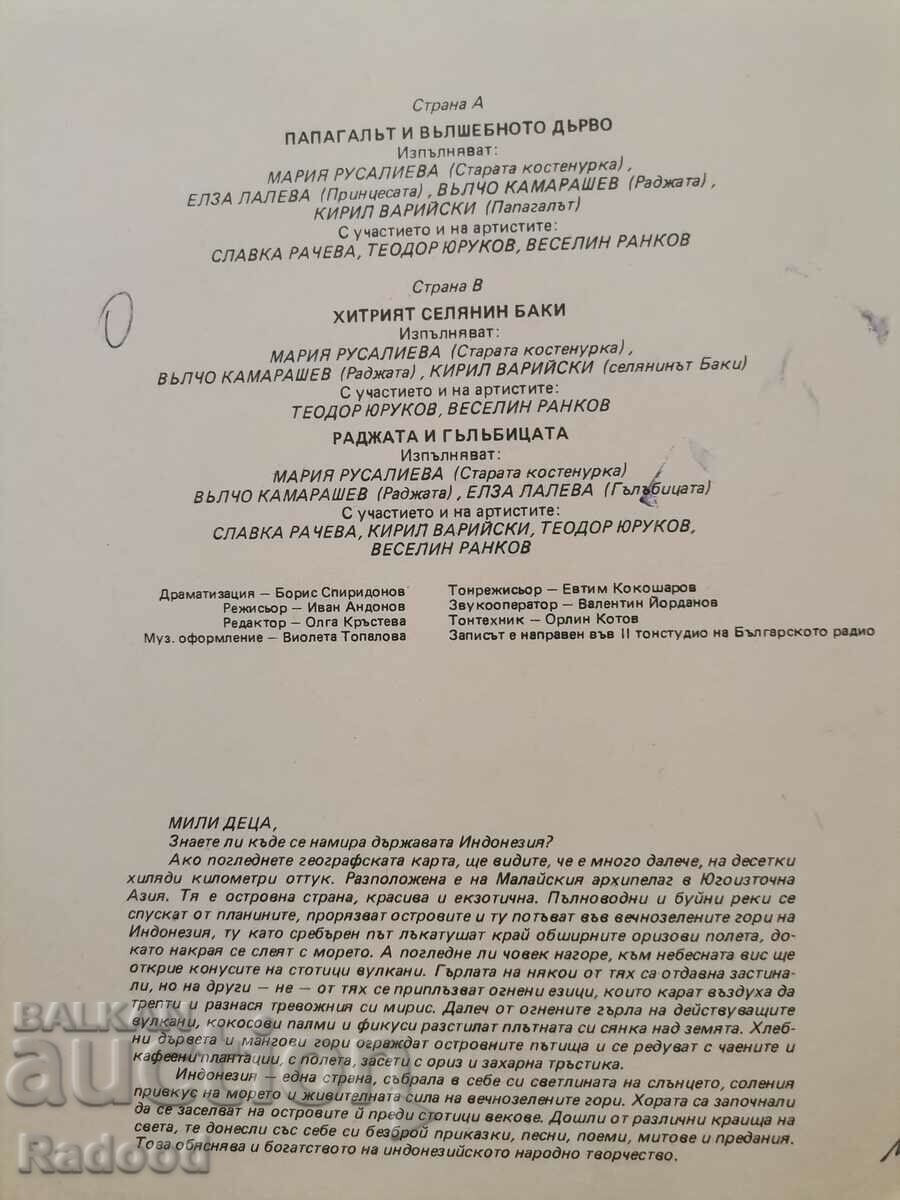 Страна А
ПАПАГАЛЪТ И ВЪЛШЕБНОТО ДЪРВО
Изпълняват:
МАРИЯ РУСАЛИЕВА (Старата костенурка),
ЕЛЗА ЛАЛЕВА (Принцесата), ВЪЛЧО КАМАРАШЕВ (Раджата),
КИРИЛ ВАРИЙСКИ (Папагалът)
С участието и на артистите:
СЛАВКА РАЧЕВА, ТЕОДОР ЮРУКОВ, ВЕСЕЛИН РАНКОВ
Страна В
ХИТРИЯТ СЕЛЯНИН БАКИ
Изпълняват:
МАРИЯ РУСАЛИЕВА (Старата костенурка),
ВЪЛЧО КАМАРАШЕВ (Раджата), КИРИЛ ВАРИЙСКИ (селянинът Баки)
С участието и на артистите:
ТЕОДОР ЮРУКОВ, ВЕСЕЛИН РАНКОВ
РАДЖАТА И ГЪЛЪБИЦАТА
Изпълняват:
МАРИЯ РУСАЛИЕВА (Старата костенурка)
ВЪЛЧО КАМАРАШЕВ (Раджата), ЕЛЗА ЛАЛЕВА (Гълъбицата)
С участието и на артистите:
СЛАВКА РАЧЕВА, КИРИЛ ВАРИЙСКИ, ТЕОДОР ЮРУКОВ,
ВЕСЕЛИН РАНКОВ
Драматизация — Борис Спиридонов
Режисьор — Иван Андонов
Редактор — Олга Кръстева
Муз. оформление — Виолета Топалова
Тонрежисьор — Евтим Кокошаров
Звукооператор — Валентин Йорданов
Тонтехник — Орлин Котов
Записът е направен във II тонстудио на Българското радио
МИЛИ ДЕЦА,
Знаете ли къде се намира държавата Индонезия?
Ако погледнете географската карта, ще видите, че е много далече, на десетки
хиляди километри оттук. Разположена е на Малайския архипелаг в Югоизточна
Азия. Тя е островна страна, красива и екзотична. Пълноводни и буйни реки се
спускат от планините, прорязват островите и ту потъват във вечнозелените гори на
Индонезия, ту като сребърен път лъкатушат край обширните оризови полета, до-
като накрая се слеят с морето. А погледне ли човек нагоре, към небесната вис ще
открие конусите на стотици вулкани. Гърлата на някои от тях са отдавна застина-
ли, но на други — не — от тях се приплъзват огнени езици, които карат въздуха да
трепти и разнася тревожния си мирис. Далеч от огнените гърла на действуващите
вулкани, кокосови палми и фикуси разстилат плътната си сянка над земята. Хлеб-
ни дървета и мангови гори ограждат островните пътища и се редуват с чаените и
кафеени плантации, с полета, засети с ориз и захарна тръстика.
Индонезия — една страна, събрала в себе си светлината на слънцето, соления
привкус на морето и живителната сила на вечнозелените гори. Хората са започнали
да се заселват на островите ѝ преди стотици векове. Дошли от различни краища на
света, те донесли със себе си безброй приказки, песни, поеми, митове и предания.
Това обяснява и богатството на индонезийското народно творчество.
BALKAN
auction
Radood